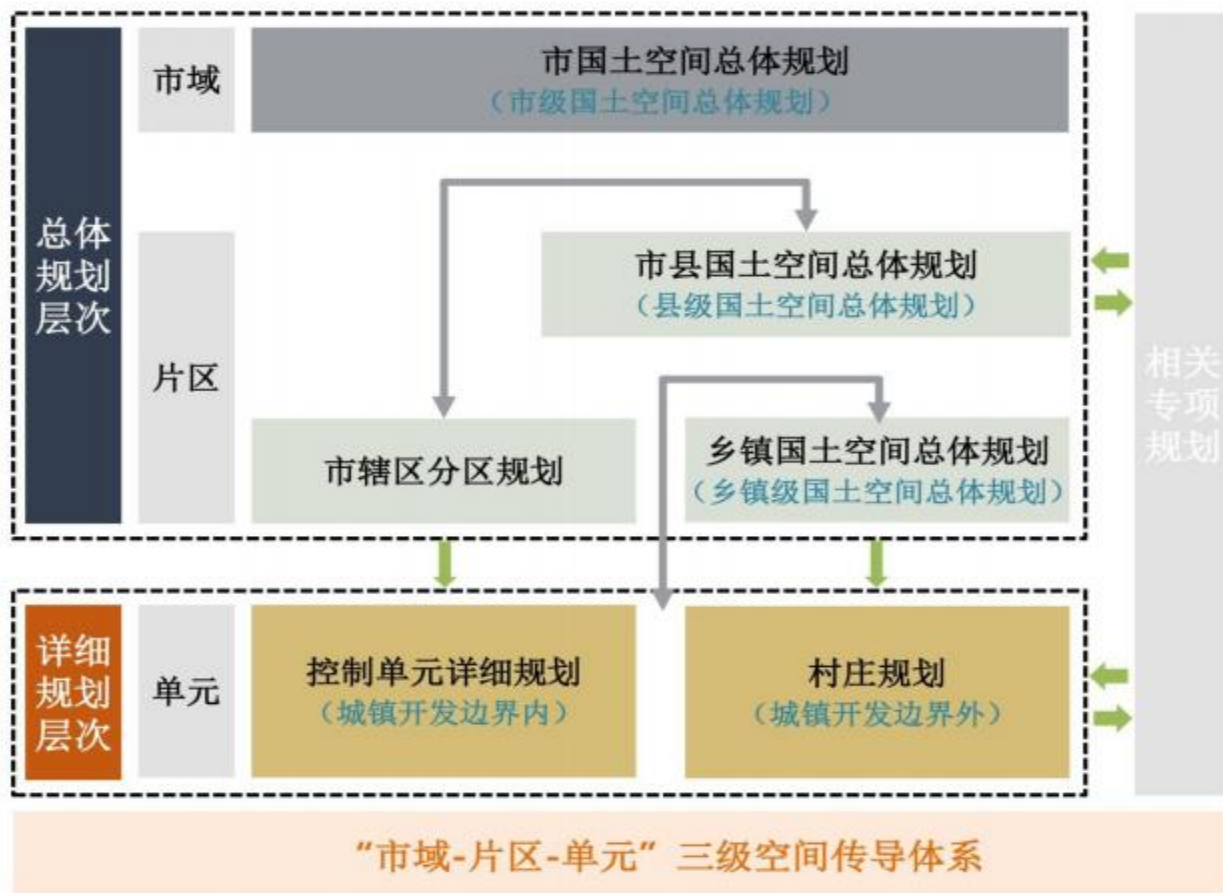 总体
规划
层次
市域
市国土空间总体规划
（市级国土空间总体规划）
片区
市县国土空间总体规划
（县级国土空间总体规划）
市辖区分区规划
乡镇国土空间总体规划
（乡镇级国土空间总体规划）
相关
专项
规划
详细
规划
层次
单元
控制单元详细规划
（城镇开发边界内）
村庄规划
（城镇开发边界外）
“市域-片区-单元”三级空间传导体系